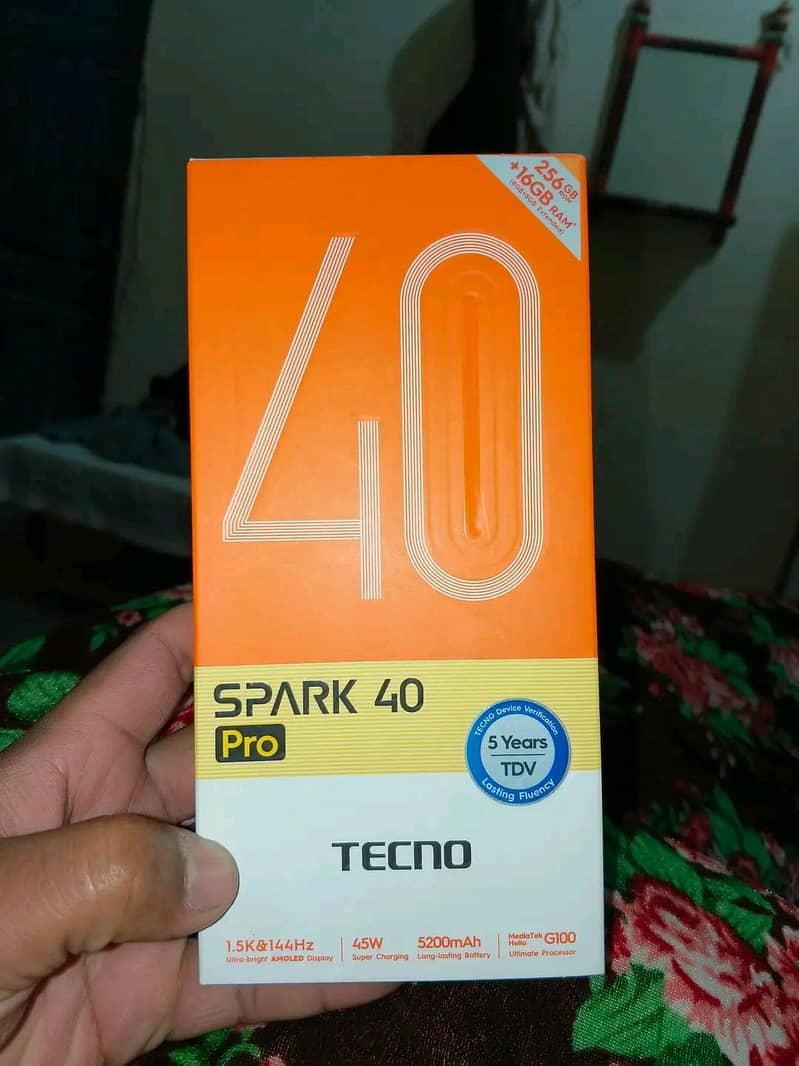 256GB
ROM
+16GB RAM*
(8GB+8GB Extended)
40
SPARK 40
Pro
TECNO Device Verification
5 Years
TDV
Lasting Fluency
TECNO
1.5K&144Hz
Ultra-bright AMOLED Display
45W
Super Charging
5200mAh
Long-lasting Battery
MediaTek
Helio G100
Ultimate Processor